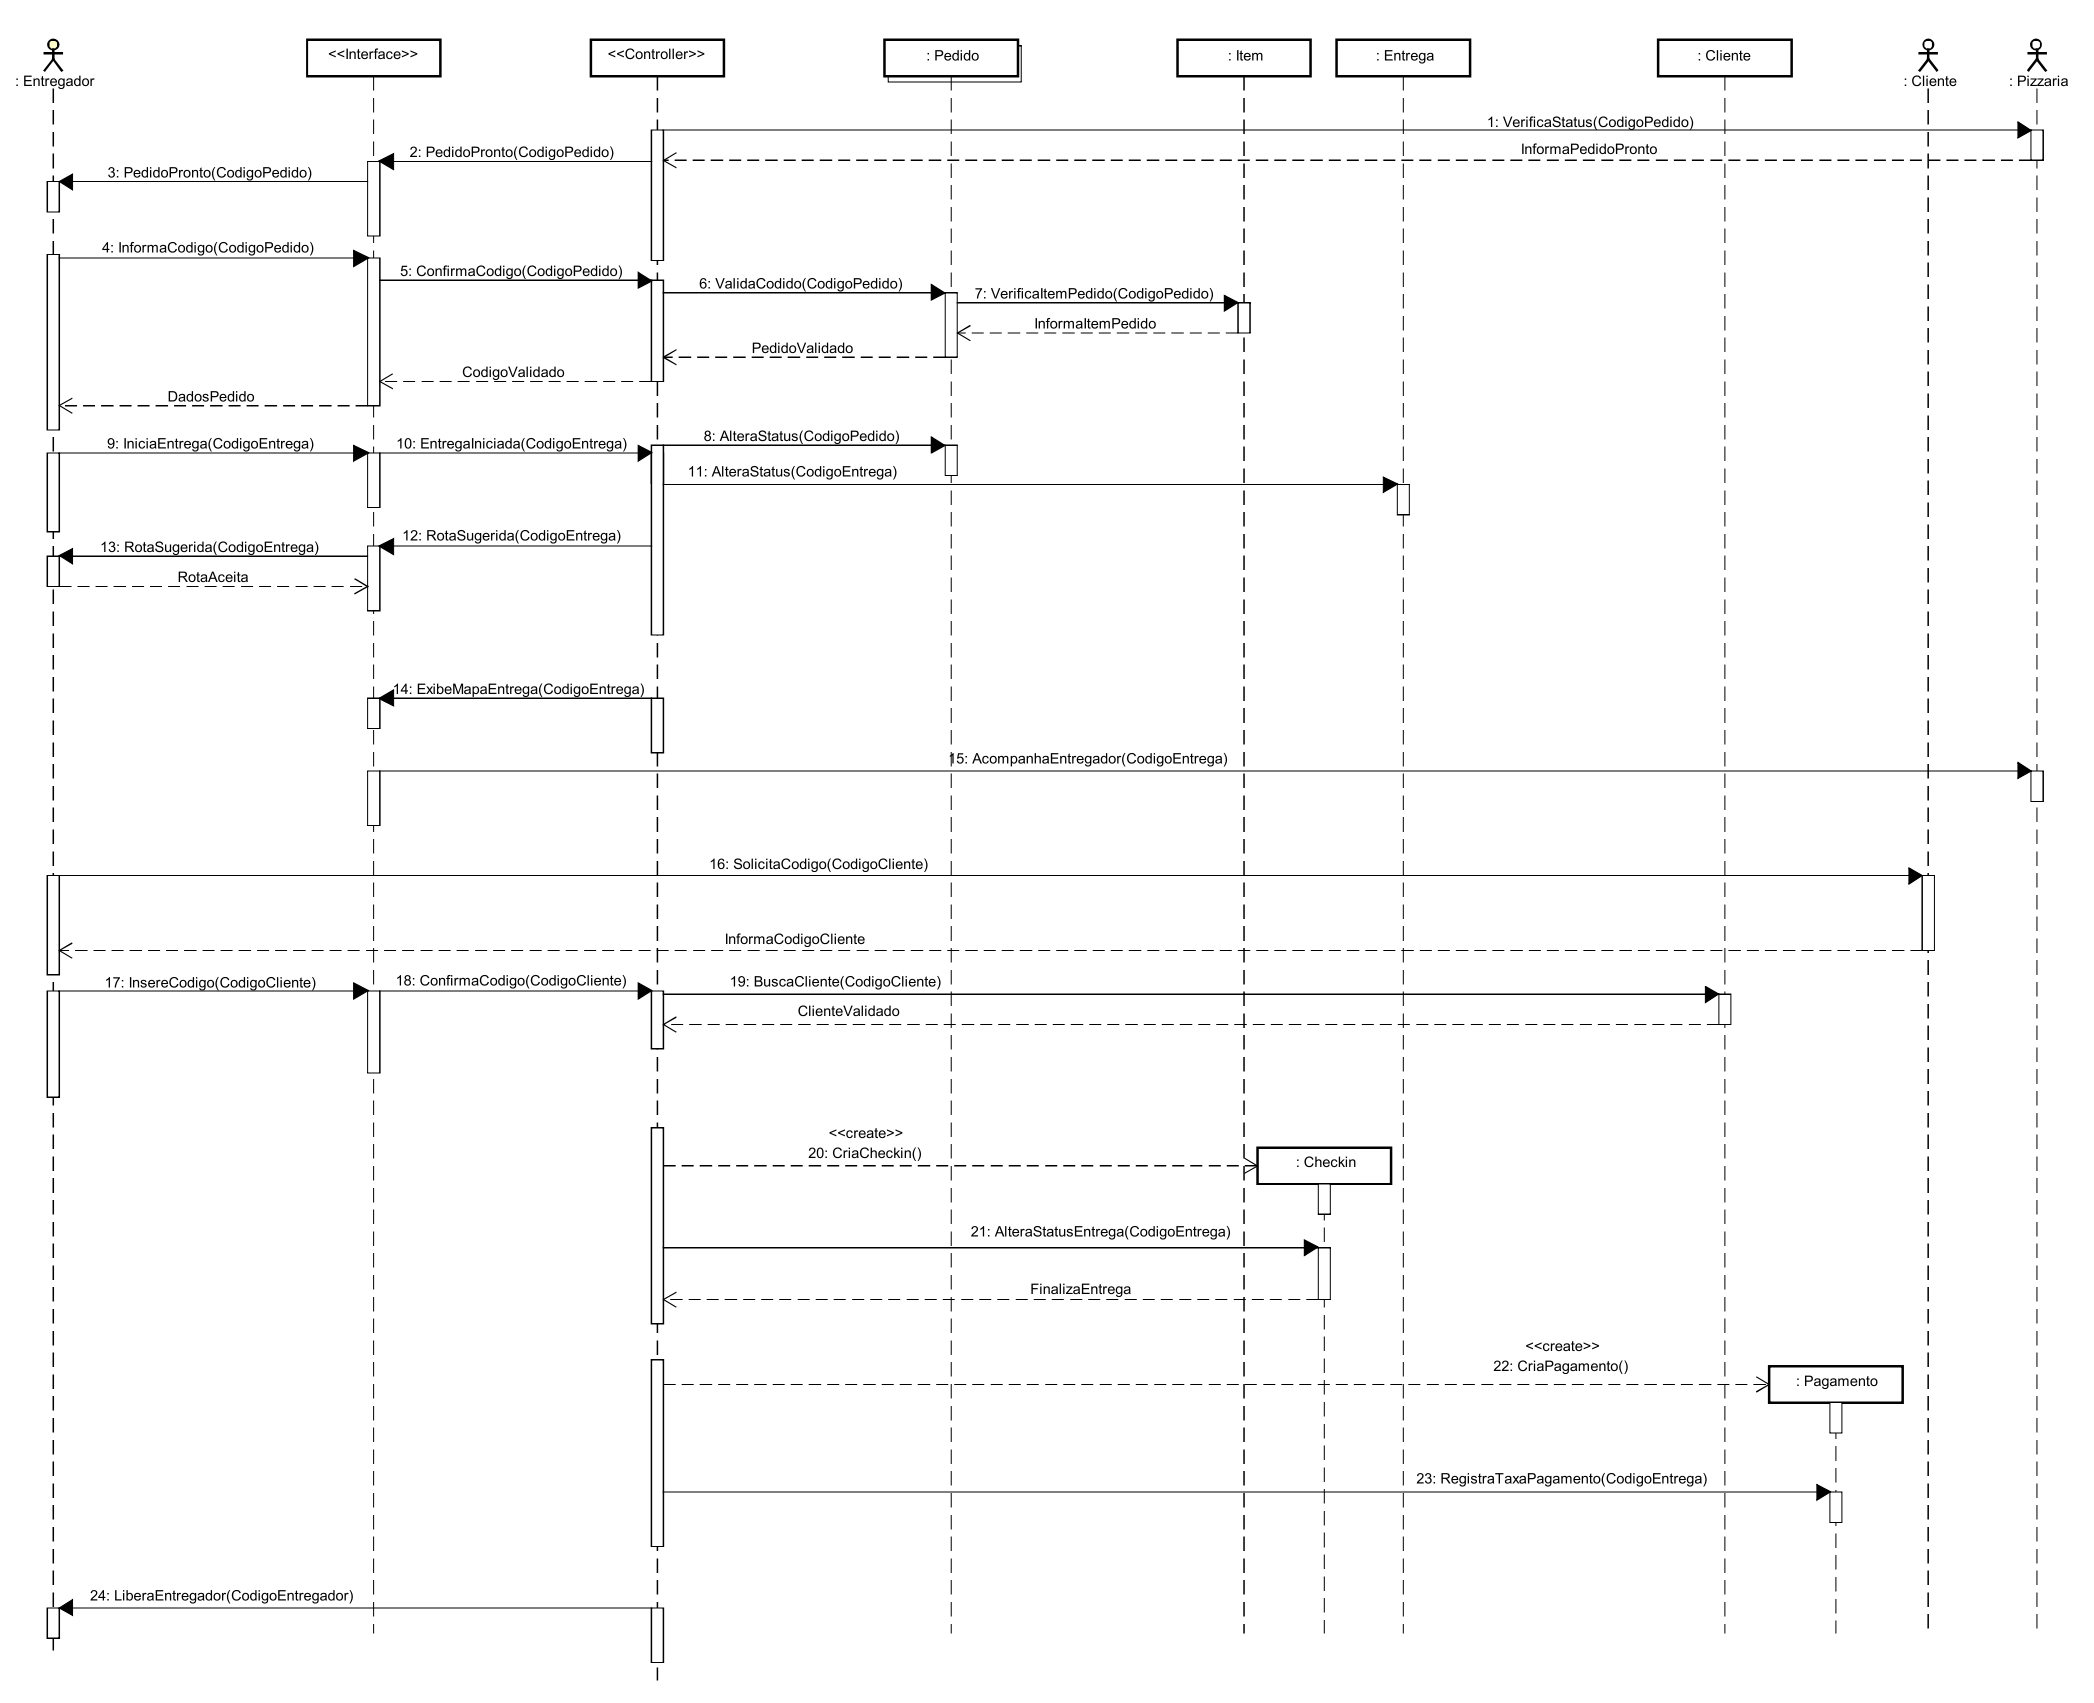 : Entregador
<<Interface>>
<<Controller>>
: Pedido
: Item
: Entrega
: Cliente
: Cliente
: Pizzaria
1: VerificaStatus(CodigoPedido)
InformaPedidoPronto
2: PedidoPronto(CodigoPedido)
3: PedidoPronto(CodigoPedido)
4: InformaCodigo(CodigoPedido)
5: ConfirmaCodigo(CodigoPedido)
6: ValidaCodido(CodigoPedido)
7: VerificaItemPedido(CodigoPedido)
InformaItemPedido
PedidoValidado
CodigoValidado
DadosPedido
9: IniciaEntrega(CodigoEntrega)
10: EntregaIniciada(CodigoEntrega)
8: AlteraStatus(CodigoPedido)
11: AlteraStatus(CodigoEntrega)
12: RotaSugerida(CodigoEntrega)
13: RotaSugerida(CodigoEntrega)
RotaAceita
14: ExibeMapaEntrega(CodigoEntrega)
15: AcompanhaEntregador(CodigoEntrega)
16: SolicitaCodigo(CodigoCliente)
InformaCodigoCliente
17: InsereCodigo(CodigoCliente)
18: ConfirmaCodigo(CodigoCliente)
19: BuscaCliente(CodigoCliente)
ClienteValidado
<<create>>
20: CriaCheckin()
: Checkin
21: AlteraStatusEntrega(CodigoEntrega)
FinalizaEntrega
<<create>>
22: CriaPagamento()
: Pagamento
23: RegistraTaxaPagamento(CodigoEntrega)
24: LiberaEntregador(CodigoEntregador)